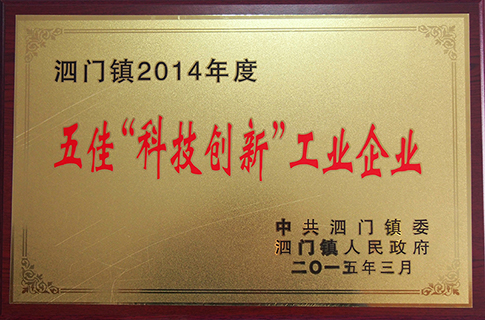 泗门镇2014年度
五佳“科技创新”工业企业
中共泗门镇委
泗门镇人民政府
二〇一五年三月